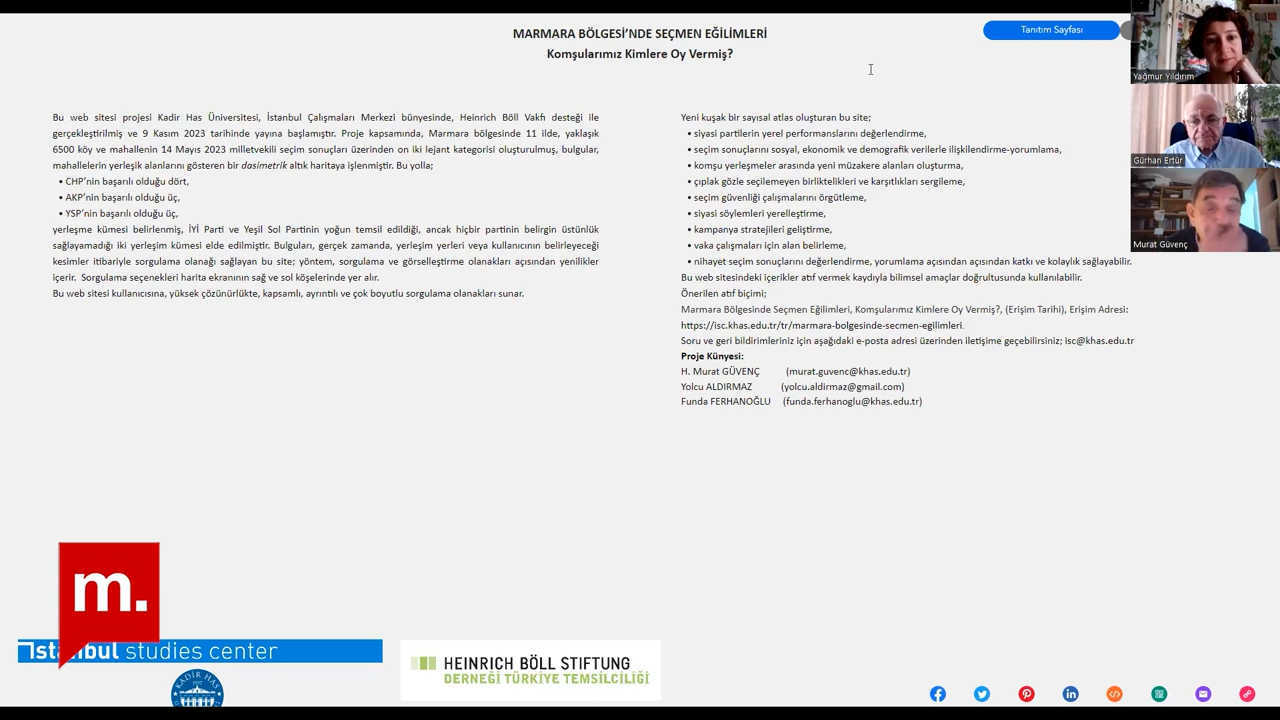 MARMARA BÖLGESİ'NDE SEÇMEN EĞİLİMLERİ
Komşularımız Kimlere Oy Vermiş?
Tanıtım Sayfası
Yağmur Yıldırım
Gürhan Ertür
Murat Güvenç
Bu web sitesi projesi Kadir Has Üniversitesi, İstanbul Çalışmaları Merkezi bünyesinde, Heinrich Böll Vakfı desteği ile
gerçekleştirilmiş ve 9 Kasım 2023 tarihinde yayına başlamıştır. Proje kapsamında, Marmara bölgesinde 11 ilde, yaklaşık
6500 köy ve mahallenin 14 Mayıs 2023 milletvekili seçim sonuçları üzerinden on iki lejant kategorisi oluşturulmuş, bulgular,
mahallelerin yerleşik alanlarını gösteren bir dasimetrik altık haritaya işlenmiştir. Bu yolla;
• CHP'nin başarılı olduğu dört,
• AKP'nin başarılı olduğu üç,
• YSP'nin başarılı olduğu üç,
yerleşme kümesi belirlenmiş, İYİ Parti ve Yeşil Sol Partinin yoğun temsil edildiği, ancak hiçbir partinin belirgin üstünlük
sağlayamadığı iki yerleşim kümesi elde edilmiştir. Bulguları, gerçek zamanda, yerleşim yerleri veya kullanıcının belirleyeceği
kesimler itibariyle sorgulama olanağı sağlayan bu site; yöntem, sorgulama ve görselleştirme olanakları açısından yenilikler
içerir. Sorgulama seçenekleri harita ekranının sağ ve sol köşelerinde yer alır.
Bu web sitesi kullanıcısına, yüksek çözünürlükte, kapsamlı, ayrıntılı ve çok boyutlu sorgulama olanakları sunar.
Yeni kuşak bir sayısal atlas oluşturan bu site;
• siyasi partilerin yerel performanslarını değerlendirme,
• seçim sonuçlarını sosyal, ekonomik ve demografik verilerle ilişkilendirme-yorumlama,
• komşu yerleşmeler arasında yeni müzakere alanları oluşturma,
• çıplak gözle seçilemeyen birliktelikleri ve karşıtlıkları sergileme,
• seçim güvenliği çalışmalarını örgütleme,
• siyasi söylemleri yerelleştirme,
• kampanya stratejileri geliştirme,
• vaka çalışmaları için alan belirleme,
• nihayet seçim sonuçlarını değerlendirme, yorumlama açısından açısından katkı ve kolaylık sağlayabilir.
Bu web sitesindeki içerikler atıf vermek kaydıyla bilimsel amaçlar doğrultusunda kullanılabilir.
Önerilen atıf biçimi;
Marmara Bölgesinde Seçmen Eğilimleri, Komşularımız Kimlere Oy Vermiş?, (Erişim Tarihi), Erişim Adresi:
https://isc.khas.edu.tr/tr/marmara-bolgesinde-secmen-egilimleri.
Soru ve geri bildirimleriniz için aşağıdaki e-posta adresi üzerinden iletişime geçebilirsiniz; isc@khas.edu.tr
Proje Künyesi:
H. Murat GÜVENÇ (murat.guvenc@khas.edu.tr)
Yolcu ALDIRMAZ (yolcu.aldirmaz@gmail.com)
Funda FERHANOĞLU (funda.ferhanoglu@khas.edu.tr)
m.
istanbul studies center
KADİR HAS
HEINRICH BÖLL STIFTUNG
DERNEĞİ TÜRKİYE TEMSİLCİLİĞİ